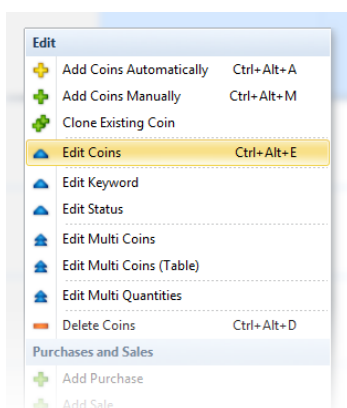 Edit
Add Coins Automatically Ctrl+Alt+A
Add Coins Manually Ctrl+Alt+M
Clone Existing Coin
Edit Coins Ctrl+Alt+E
Edit Keyword
Edit Status
Edit Multi Coins
Edit Multi Coins (Table)
Edit Multi Quantities
Delete Coins Ctrl+Alt+D
Purchases and Sales
Add Purchase
Add Sale